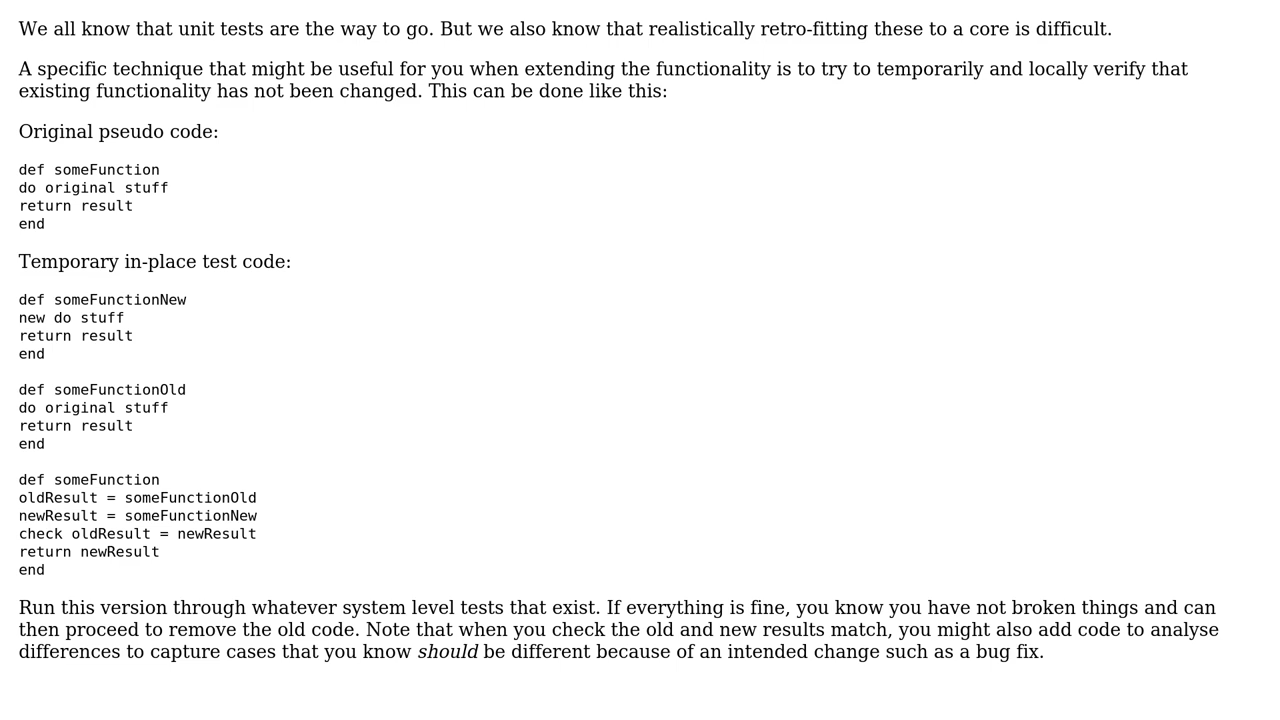 We all know that unit tests are the way to go. But we also know that realistically retro-fitting these to a core is difficult.
A specific technique that might be useful for you when extending the functionality is to try to temporarily and locally verify that
existing functionality has not been changed. This can be done like this:
Original pseudo code:
def someFunction
do original stuff
return result
end
Temporary in-place test code:
def someFunctionNew
new do stuff
return result
end
def someFunctionOld
do original stuff
return result
end
def someFunction
oldResult = someFunctionOld
newResult = someFunctionNew
check oldResult = newResult
return newResult
end
Run this version through whatever system level tests that exist. If everything is fine, you know you have not broken things and can
then proceed to remove the old code. Note that when you check the old and new results match, you might also add code to analyse
differences to capture cases that you know should be different because of an intended change such as a bug fix.